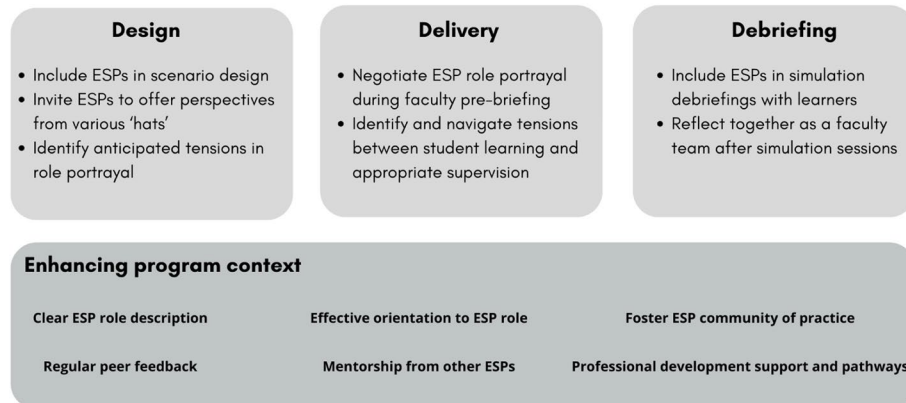 Design
• Include ESPs in scenario design
• Invite ESPs to offer perspectives
from various ‘hats’
• Identify anticipated tensions in
role portrayal
Delivery
• Negotiate ESP role portrayal
during faculty pre-briefing
• Identify and navigate tensions
between student learning and
appropriate supervision
Debriefing
• Include ESPs in simulation
debriefings with learners
• Reflect together as a faculty
team after simulation sessions
Enhancing program context
Clear ESP role description
Effective orientation to ESP role
Foster ESP community of practice
Regular peer feedback
Mentorship from other ESPs
Professional development support and pathways